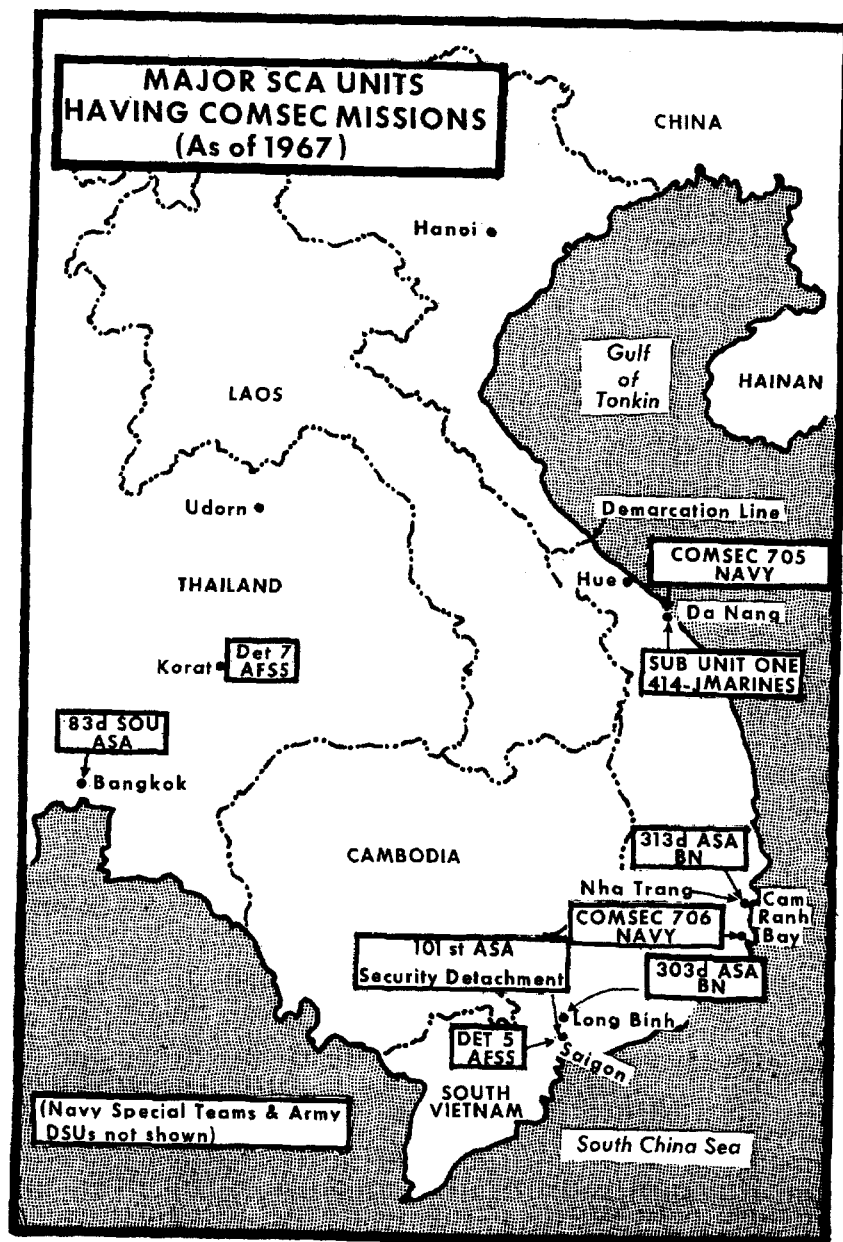 MAJOR SCA UNITS
HAVING COMSEC MISSIONS
(As of 1967)
CHINA
Hanoi
Gulf
of
Tonkin
HAINAN
LAOS
Udorn
Demarcation Line
COMSEC 705
NAVY
THAILAND
Hue
Da Nang
Korat
Det 7
AFSS
SUB UNIT ONE
414-1 MARINES
83d SOU
ASA
Bangkok
313d ASA
BN
CAMBODIA
Nha Trang
Cam
Ranh
Bay
COMSEC 706
NAVY
101 st ASA
Security Detachment
303d ASA
BN
Long Binh
DET 5
AFSS
Saigon
SOUTH
VIETNAM
(Navy Special Teams & Army
DSUs not shown)
South China Sea